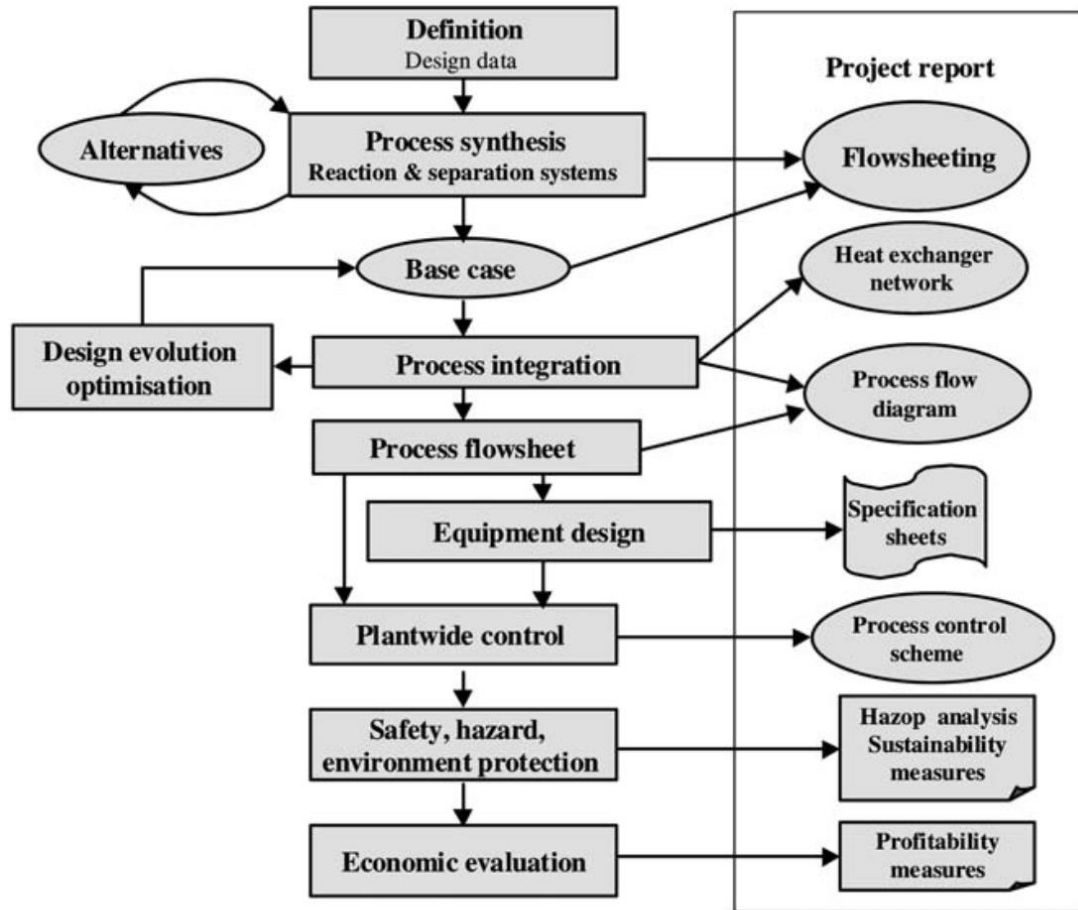 Definition
Design data
Project report
Alternatives
Process synthesis
Reaction & separation systems
Flowsheeting
Base case
Heat exchanger
network
Design evolution
optimisation
Process integration
Process flow
diagram
Process flowsheet
Equipment design
Specification
sheets
Plantwide control
Process control
scheme
Safety, hazard,
environment protection
Hazop analysis
Sustainability
measures
Economic evaluation
Profitability
measures